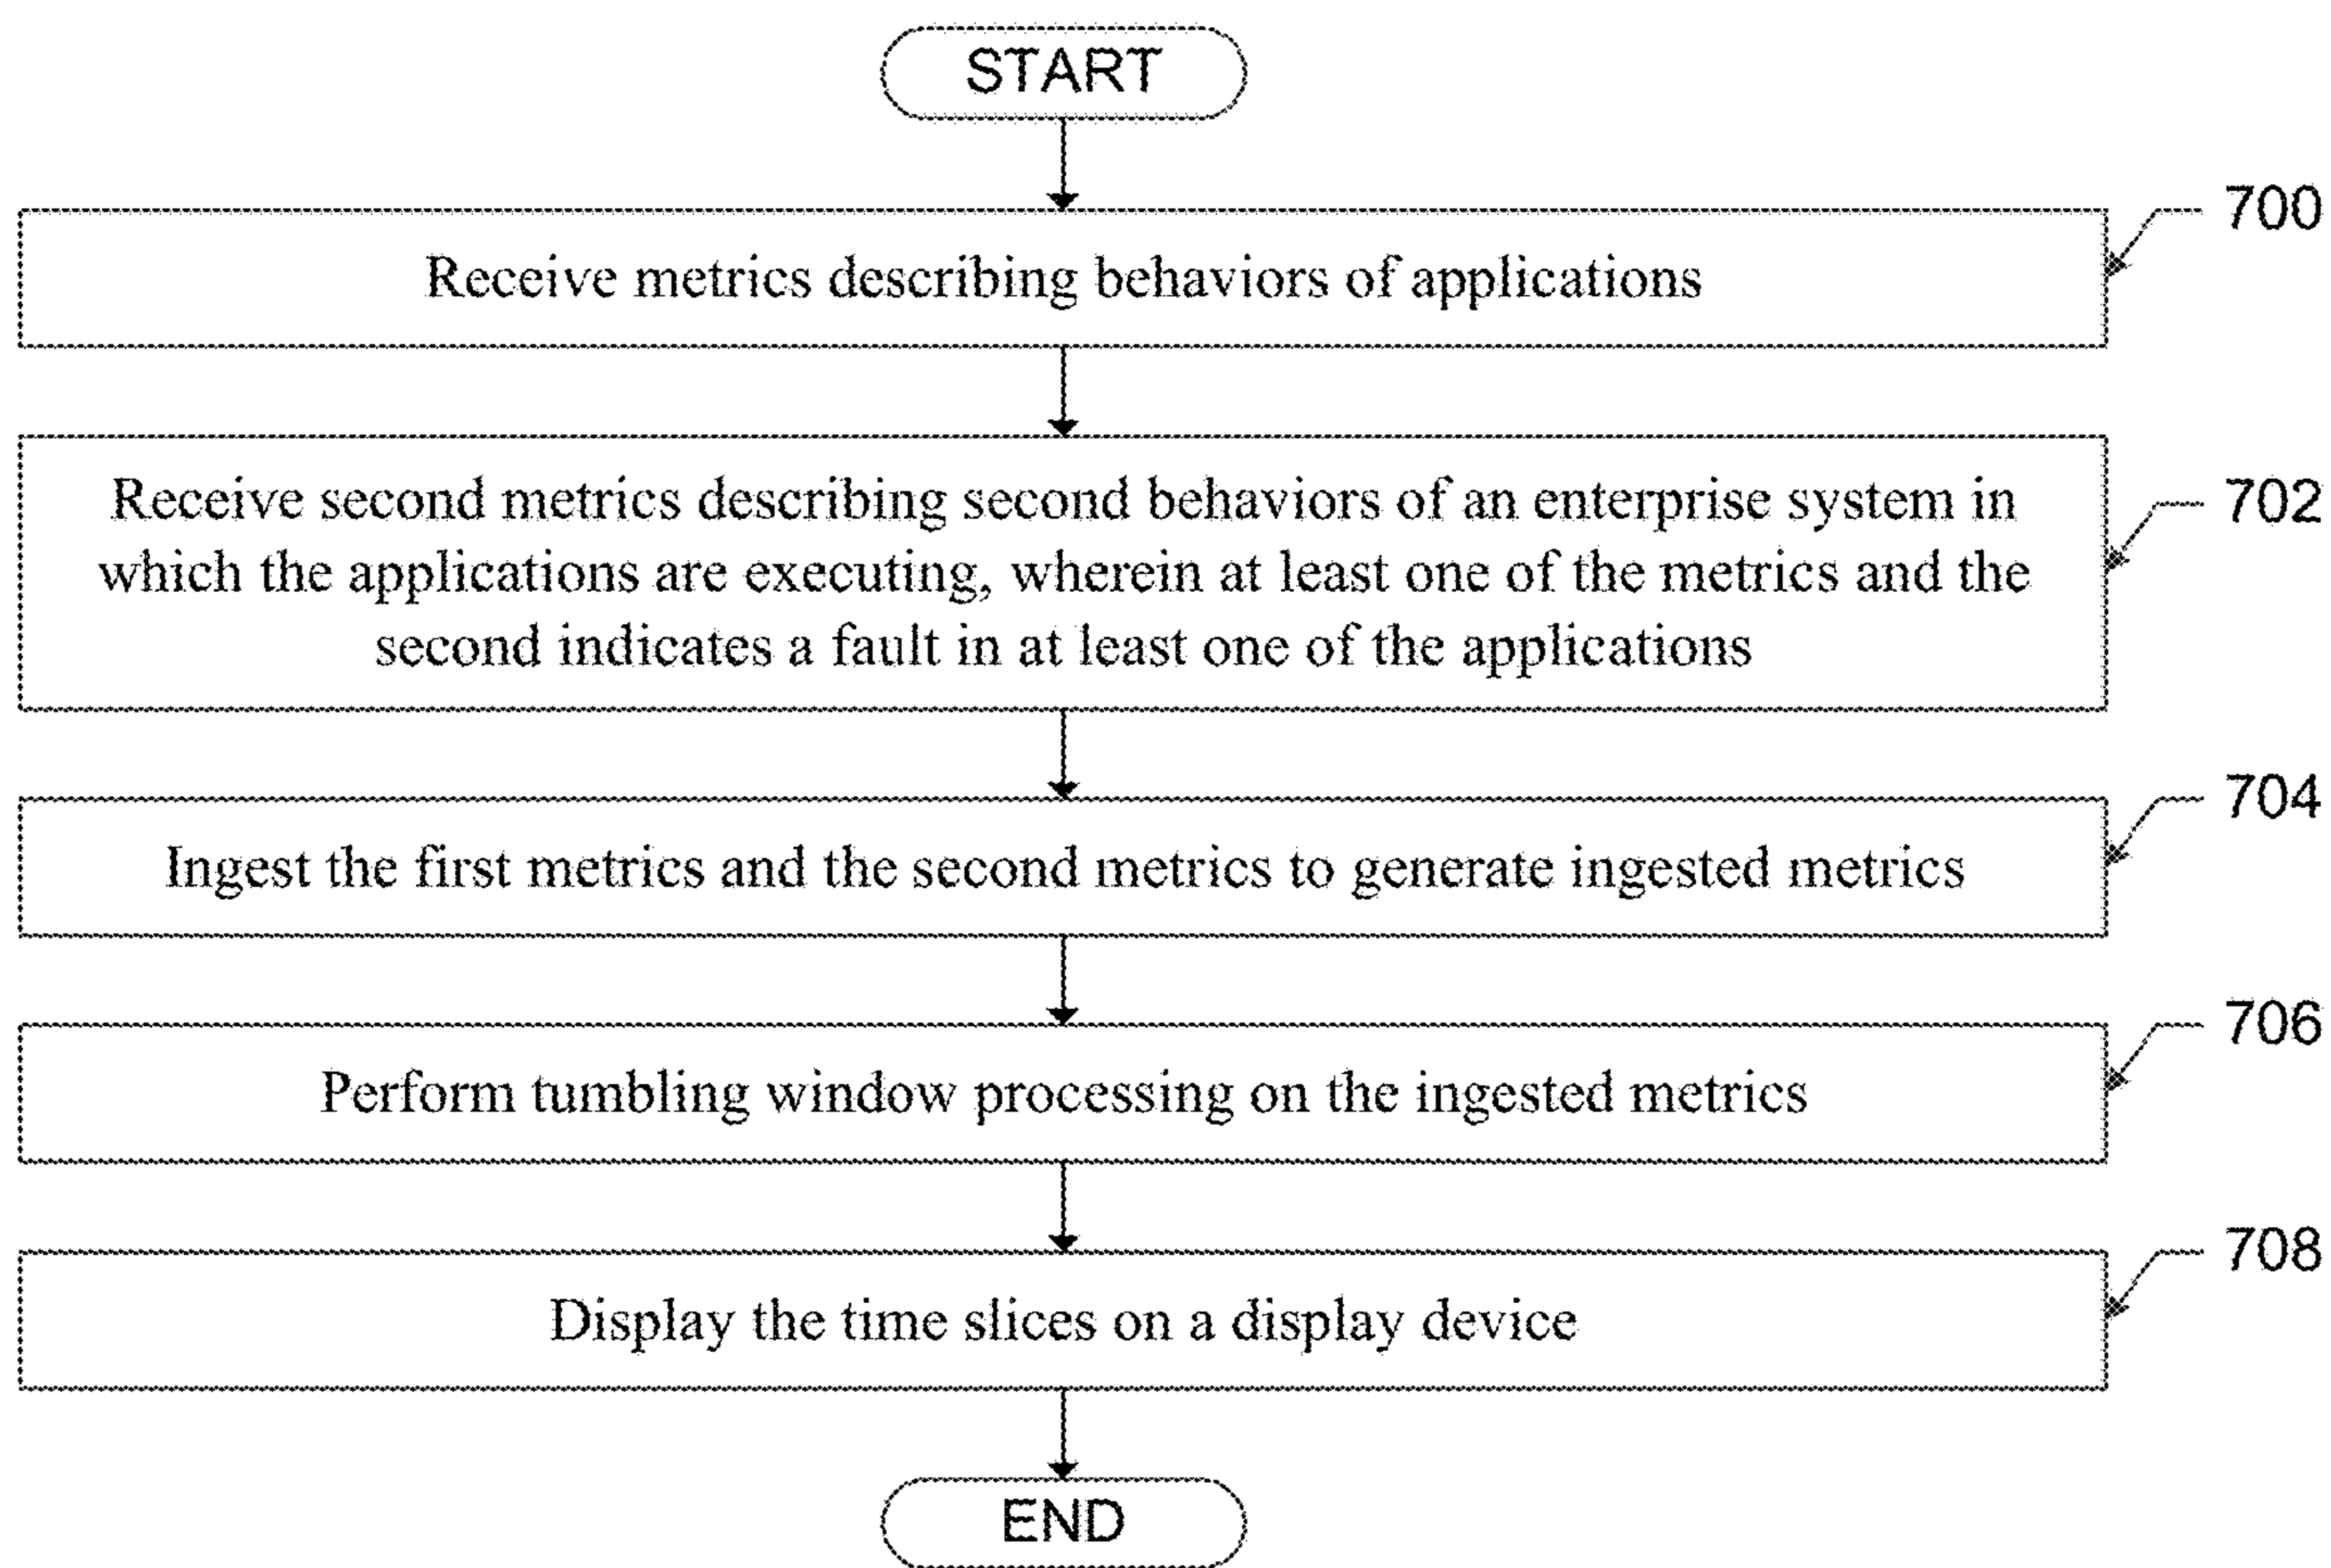 START
700
Receive metrics describing behaviors of applications
702
Receive second metrics describing second behaviors of an enterprise system in
which the applications are executing, wherein at least one of the metrics and the
second indicates a fault in at least one of the applications
704
Ingest the first metrics and the second metrics to generate ingested metrics
706
Perform tumbling window processing on the ingested metrics
708
Display the time slices on a display device
END